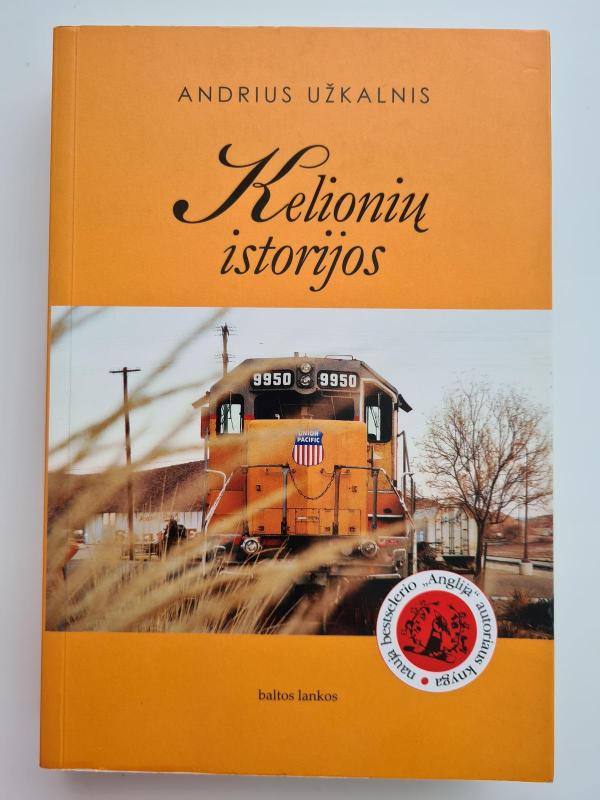 ANDRIUS UŽKALNIS
Kelionių
istorijos
9950 9950
UNION
PACIFIC
nauja bestselerio „Anglija“ autoriaus knyga •
baltos lankos